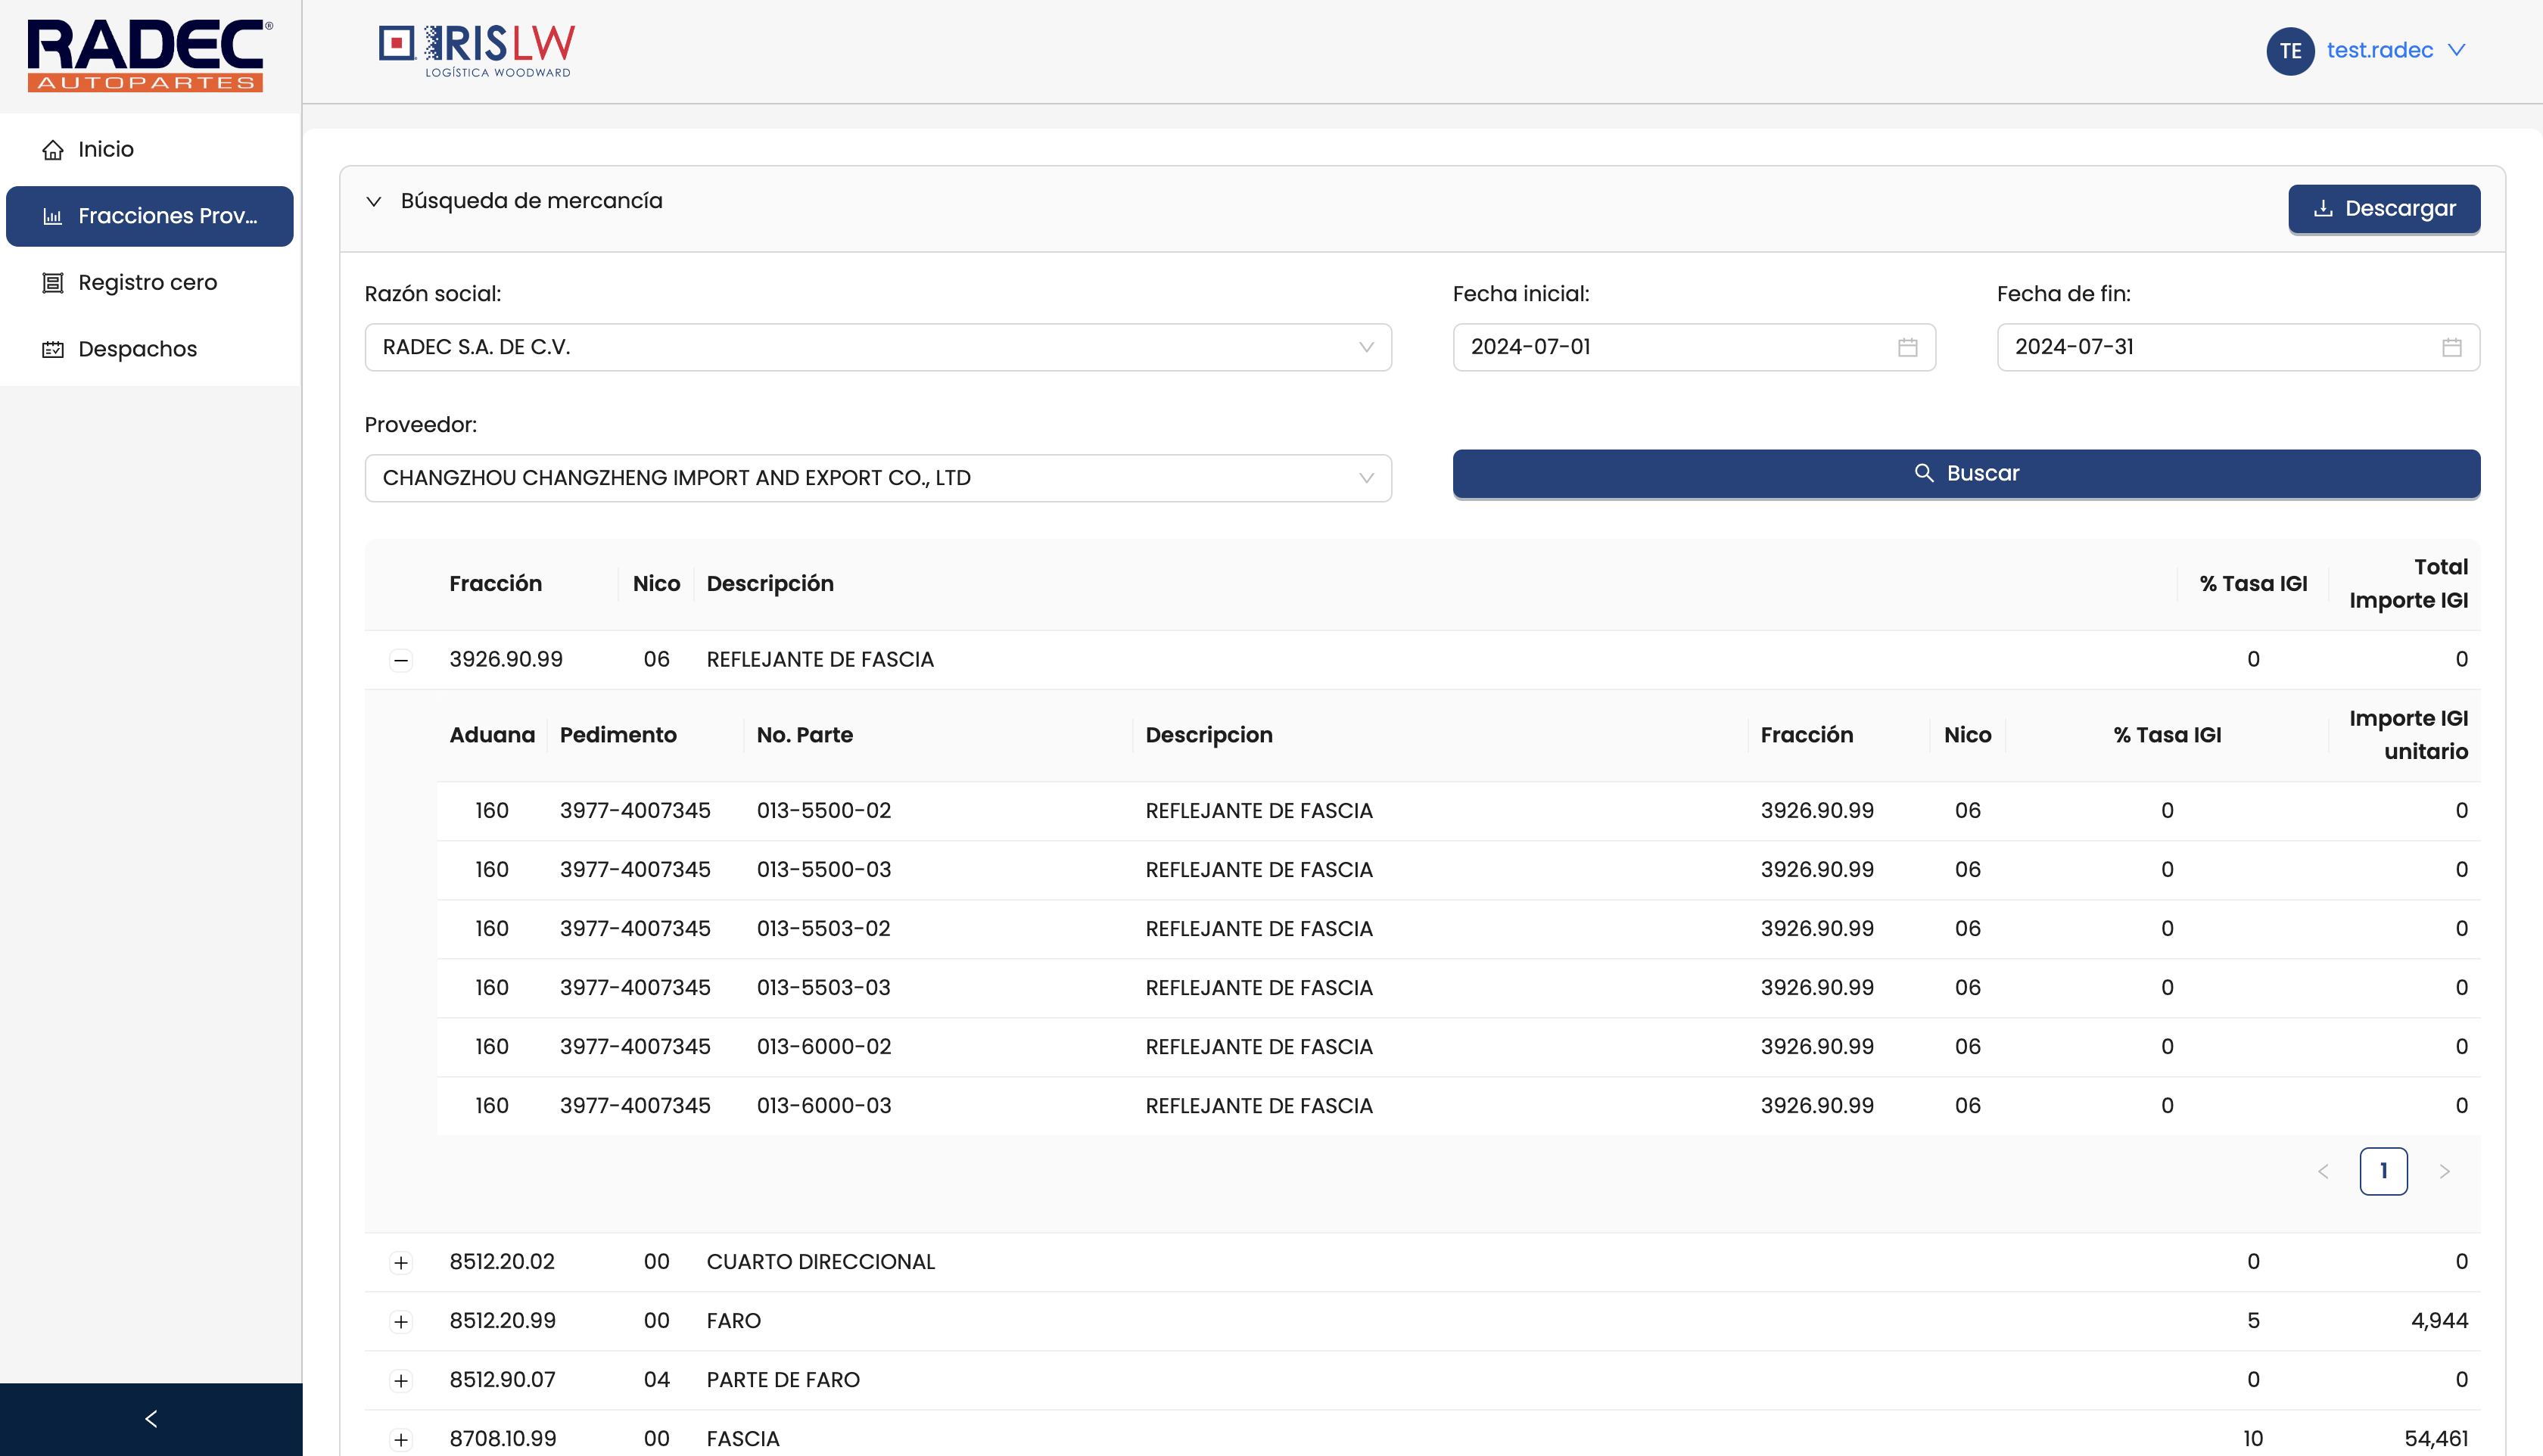 RADEC®
AUTOPARTES
IRISLW
LOGÍSTICA WOODWARD
TE test.radec
Inicio
Fracciones Prov...
Registro cero
Despachos
Búsqueda de mercancía
Descargar
Razón social:
Fecha inicial:
Fecha de fin:
RADEC S.A. DE C.V.
2024-07-01
2024-07-31
Proveedor:
CHANGZHOU CHANGZHENG IMPORT AND EXPORT CO., LTD
Buscar
Fracción Nico Descripción % Tasa IGI Total Importe IGI
3926.90.99 06 REFLEJANTE DE FASCIA 0 0
Aduana Pedimento No. Parte Descripcion Fracción Nico % Tasa IGI Importe IGI unitario
160 3977-4007345 013-5500-02 REFLEJANTE DE FASCIA 3926.90.99 06 0 0
160 3977-4007345 013-5500-03 REFLEJANTE DE FASCIA 3926.90.99 06 0 0
160 3977-4007345 013-5503-02 REFLEJANTE DE FASCIA 3926.90.99 06 0 0
160 3977-4007345 013-5503-03 REFLEJANTE DE FASCIA 3926.90.99 06 0 0
160 3977-4007345 013-6000-02 REFLEJANTE DE FASCIA 3926.90.99 06 0 0
160 3977-4007345 013-6000-03 REFLEJANTE DE FASCIA 3926.90.99 06 0 0
1
8512.20.02 00 CUARTO DIRECCIONAL 0 0
8512.20.99 00 FARO 5 4,944
8512.90.07 04 PARTE DE FARO 0 0
8708.10.99 00 FASCIA 10 54,461